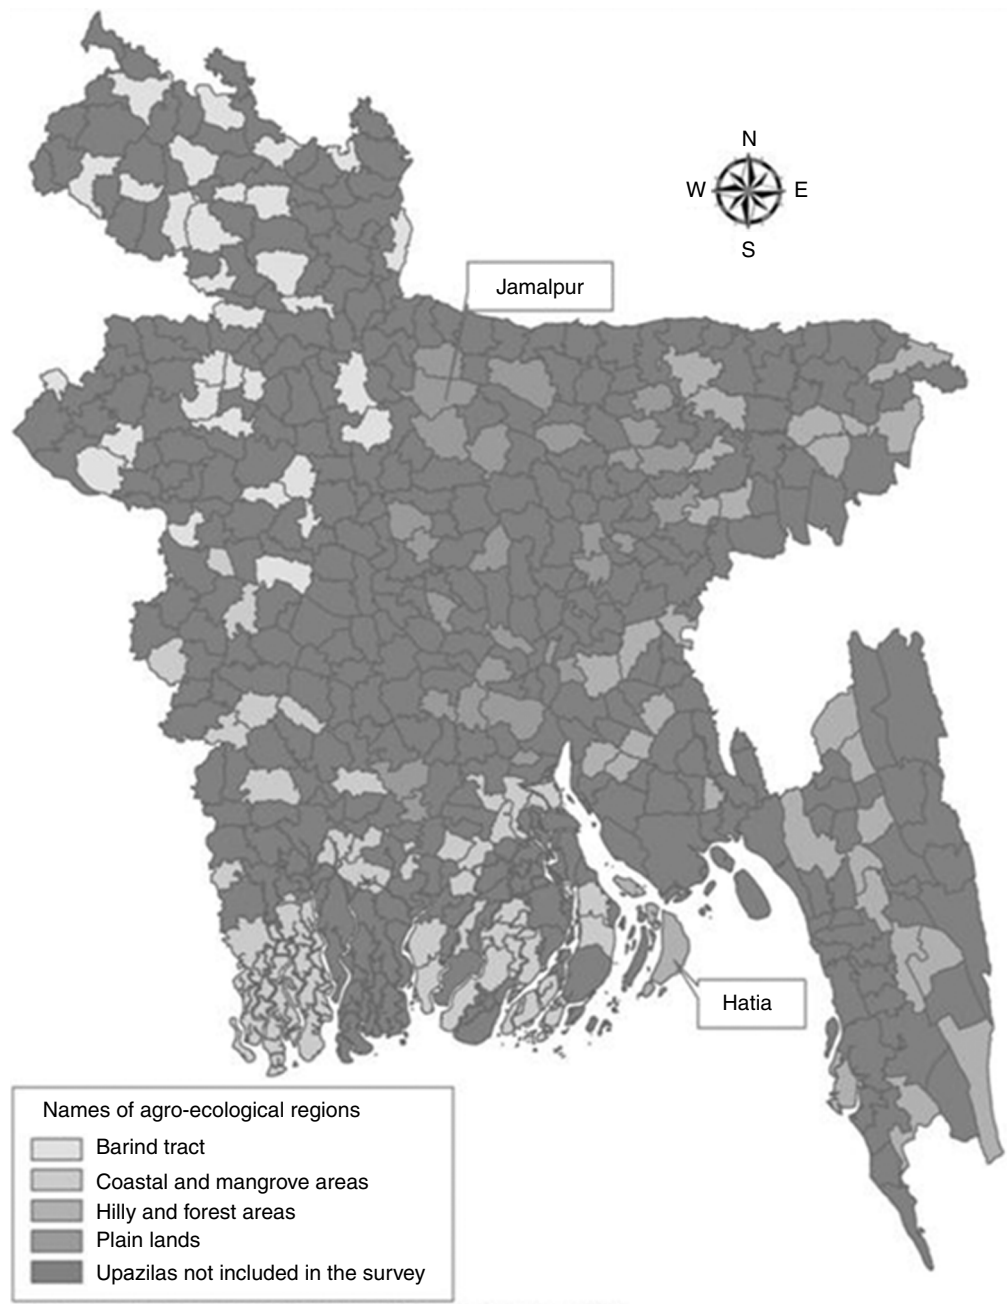 N
W
E
S
Jamalpur
Hatia
Names of agro-ecological regions
Barind tract
Coastal and mangrove areas
Hilly and forest areas
Plain lands
Upazilas not included in the survey